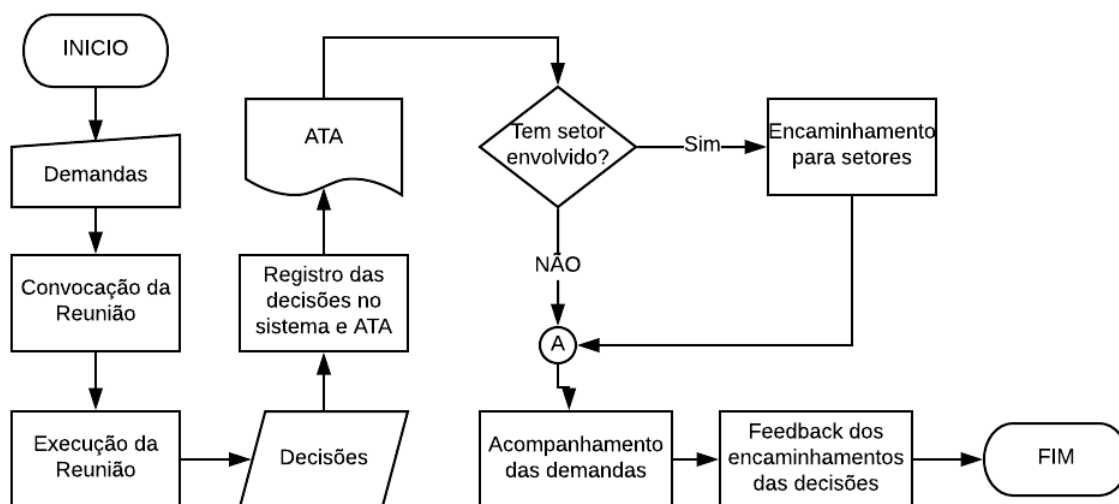 INICIO
Demandas
Convocação da
Reunião
Execução da
Reunião
Decisões
Registro das
decisões no
sistema e ATA
ATA
Tem setor
envolvido?
Sim
Encaminhamento
para setores
NÃO
A
Acompanhamento
das demandas
Feedback dos
encaminhamentos
das decisões
FIM